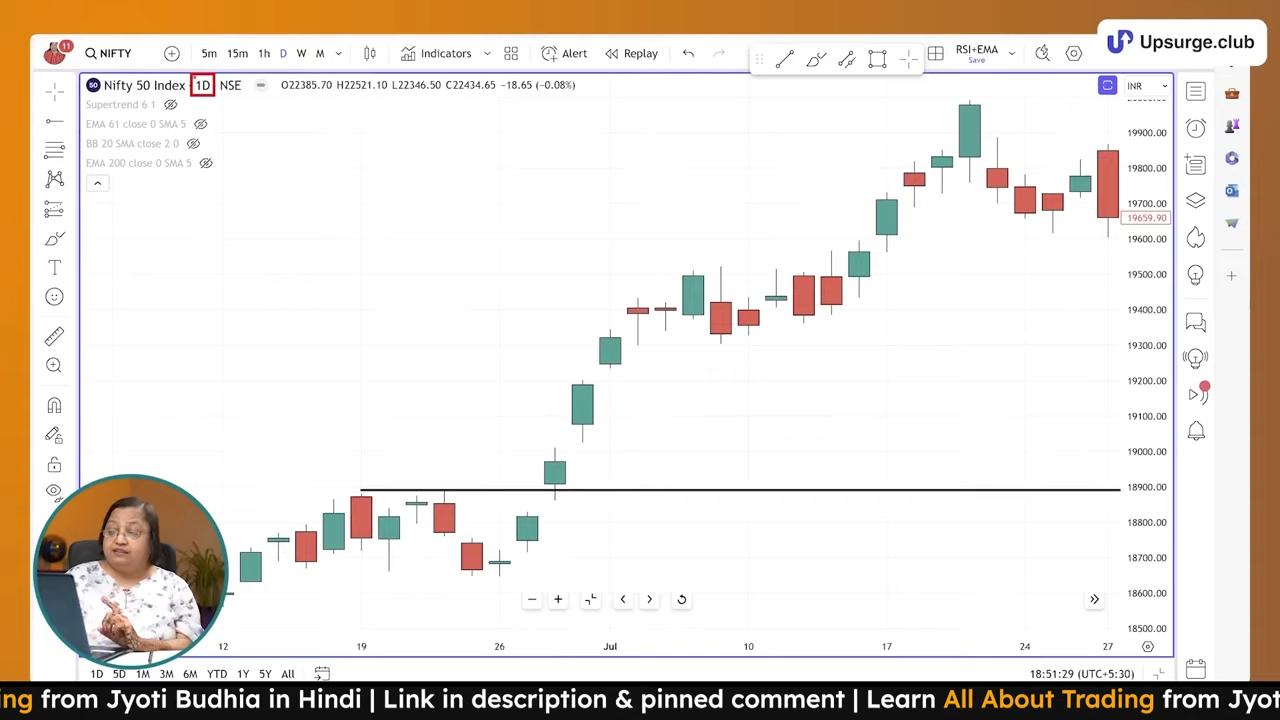 Upsurge.club
11
NIFTY
5m 15m 1h D W M
Indicators
Alert
Replay
RSI+EMA
Save
50 Nifty 50 Index 1D NSE O22385.70 H22521.10 L22346.50 C22434.65 −18.65 (−0.08%)
INR
Supertrend 6 1
EMA 61 close 0 SMA 5
BB 20 SMA close 2 0
EMA 200 close 0 SMA 5
19900.00
19800.00
19700.00
19659.90
19600.00
19500.00
19400.00
19300.00
19200.00
19100.00
19000.00
18900.00
18800.00
18700.00
18600.00
18500.00
12 19 26 Jul 10 17 24 27
1D 5D 1M 3M 6M YTD 1Y 5Y All
18:51:29 (UTC+5:30)
from Jyoti Budhia in Hindi | Link in description & pinned comment | Learn All About Trading from